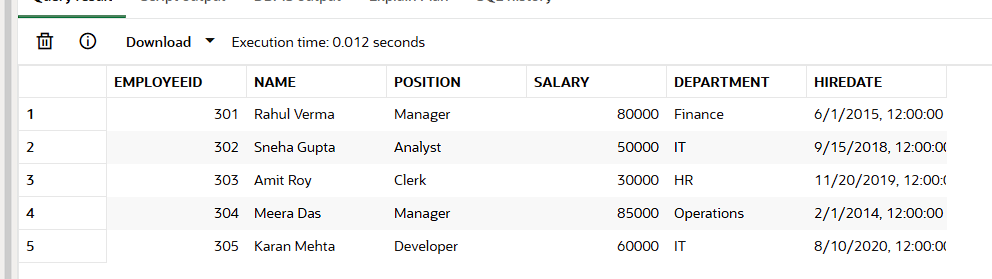 Download Execution time: 0.012 seconds
EMPLOYEEID NAME POSITION SALARY DEPARTMENT HIREDATE
1 301 Rahul Verma Manager 80000 Finance 6/1/2015, 12:00:00
2 302 Sneha Gupta Analyst 50000 IT 9/15/2018, 12:00:00
3 303 Amit Roy Clerk 30000 HR 11/20/2019, 12:00:
4 304 Meera Das Manager 85000 Operations 2/1/2014, 12:00:00
5 305 Karan Mehta Developer 60000 IT 8/10/2020, 12:00:00